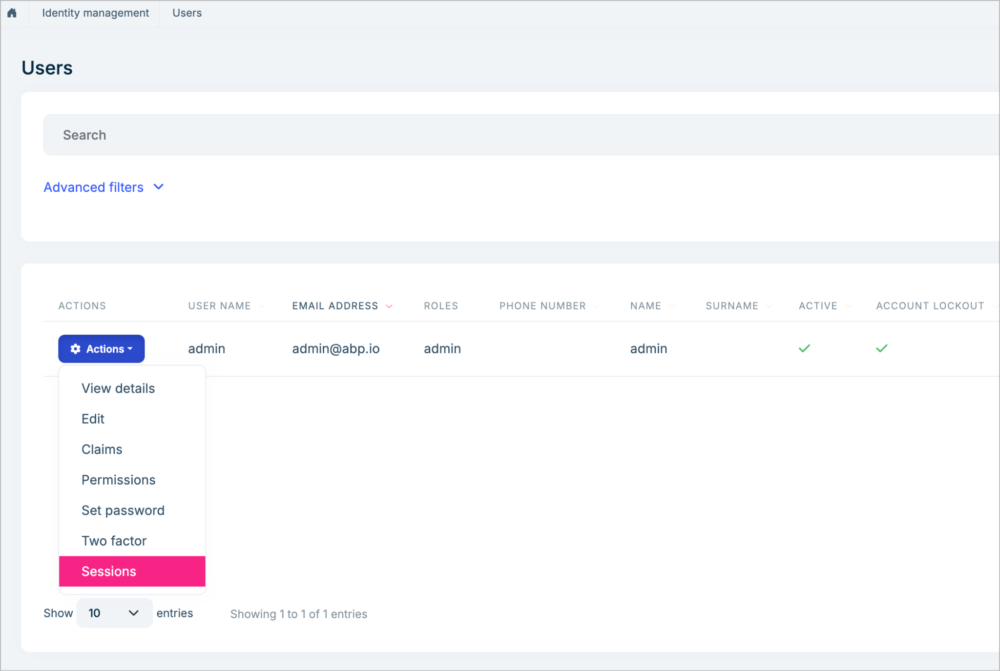 Identity management Users
Users
Search
Advanced filters
ACTIONS USER NAME EMAIL ADDRESS ROLES PHONE NUMBER NAME SURNAME ACTIVE ACCOUNT LOCKOUT
Actions admin admin@abp.io admin admin
View details
Edit
Claims
Permissions
Set password
Two factor
Sessions
Show 10 entries Showing 1 to 1 of 1 entries